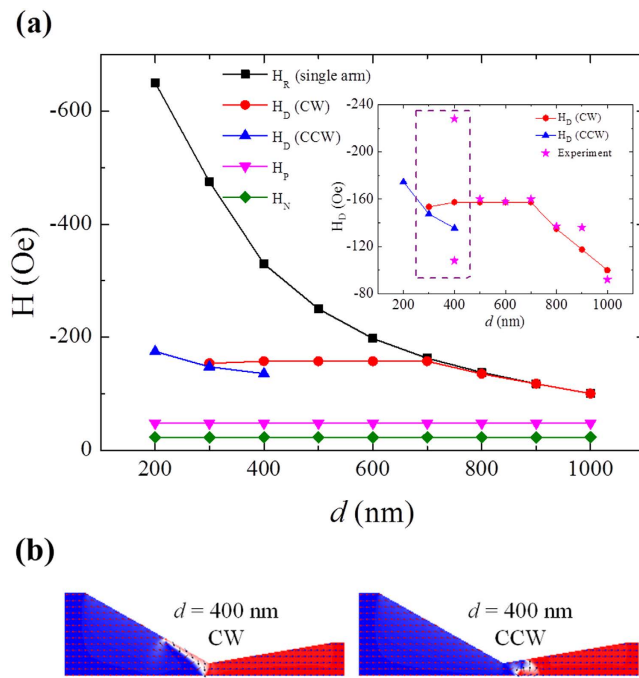 (a)
-600
-400
-200
0
H (Oe)
200 400 600 800 1000
d (nm)
H_R (single arm)
H_D (CW)
H_D (CCW)
H_P
H_N
-240
-200
-160
-120
-80
H_D (Oe)
200 400 600 800 1000
d (nm)
H_D (CW)
H_D (CCW)
Experiment
(b)
d = 400 nm
CW
d = 400 nm
CCW